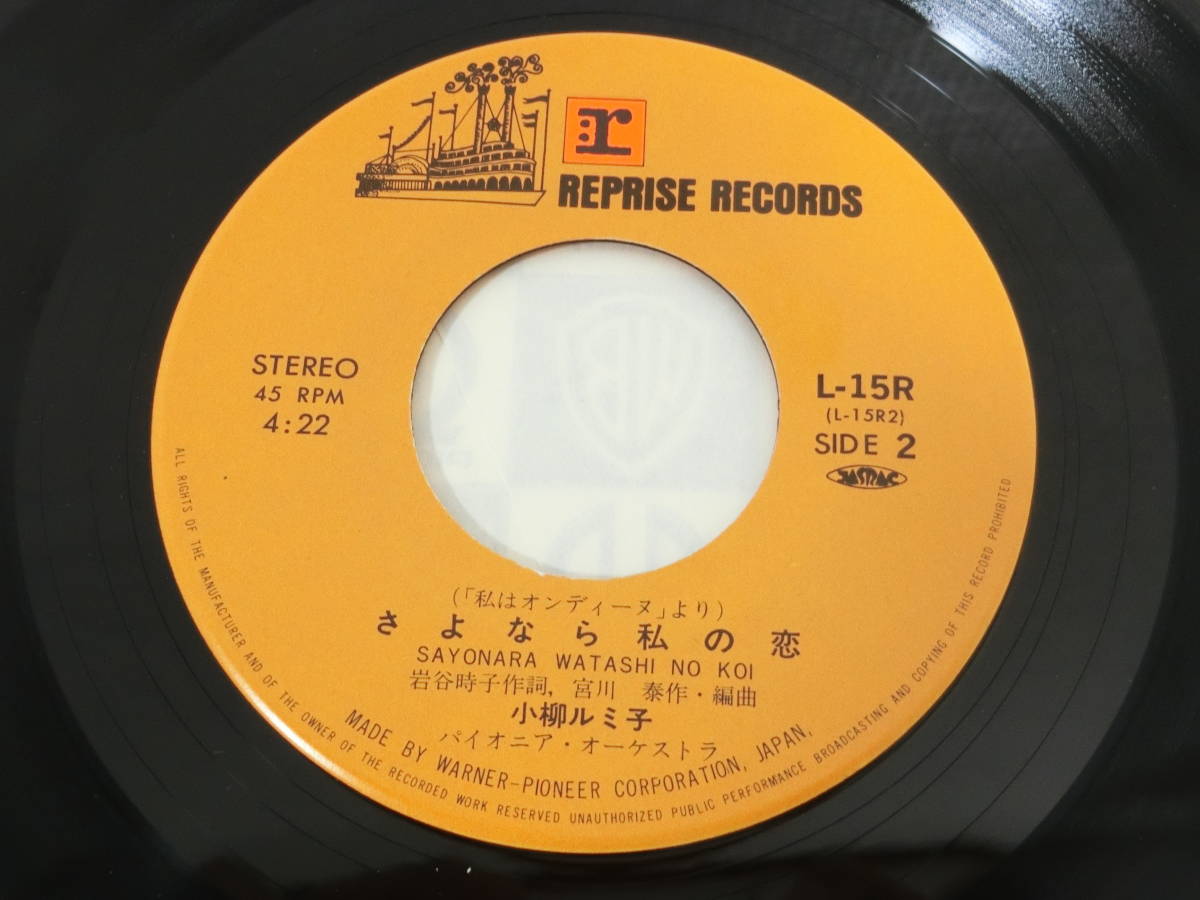 r
REPRISE RECORDS
STEREO
45 RPM
4:22
L-15R
(L-15R2)
SIDE 2
JASRAC
(「私はオンディーヌ」より)
さよなら私の恋
SAYONARA WATASHI NO KOI
岩谷時子作詞, 宮川 泰作・編曲
小柳ルミ子
パイオニア・オーケストラ
MADE BY WARNER-PIONEER CORPORATION, JAPAN,
ALL RIGHTS OF THE MANUFACTURER AND OF THE OWNER OF THE RECORDED WORK RESERVED UNAUTHORIZED PUBLIC PERFORMANCE BROADCASTING AND COPYING OF THIS RECORD PROHIBITED